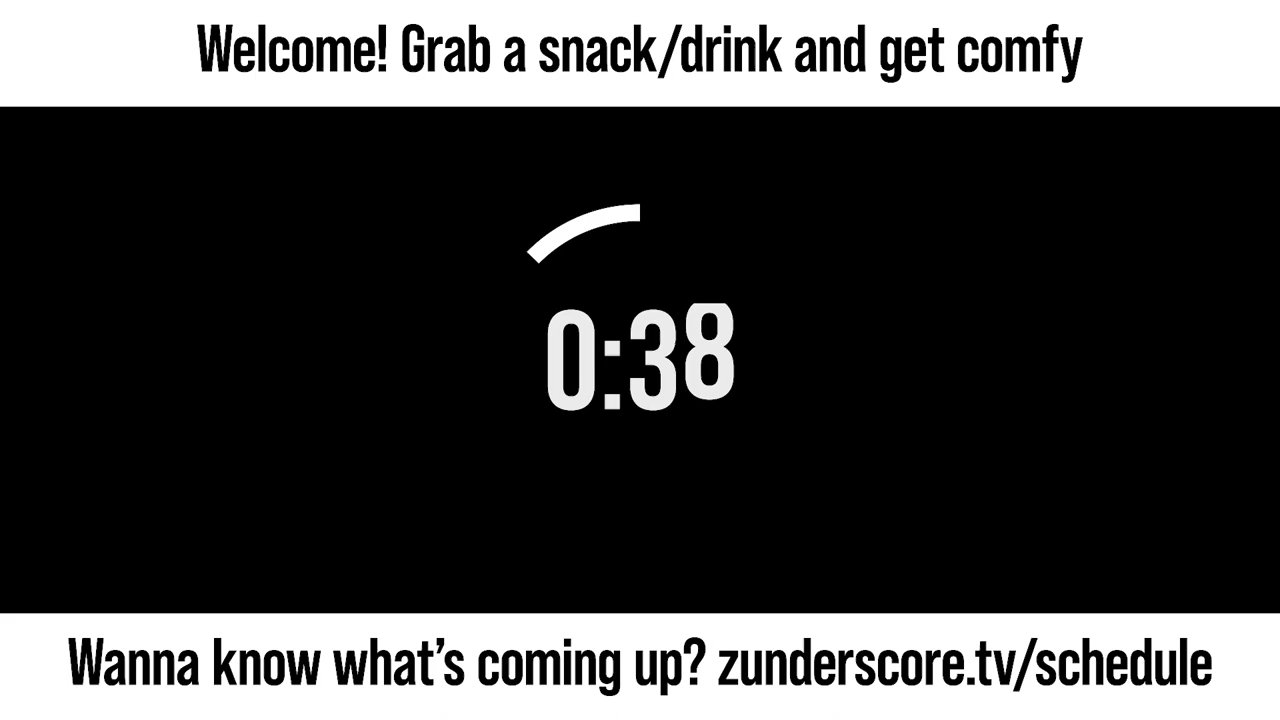 Welcome! Grab a snack/drink and get comfy
0:38
Wanna know what's coming up? zunderscore.tv/schedule